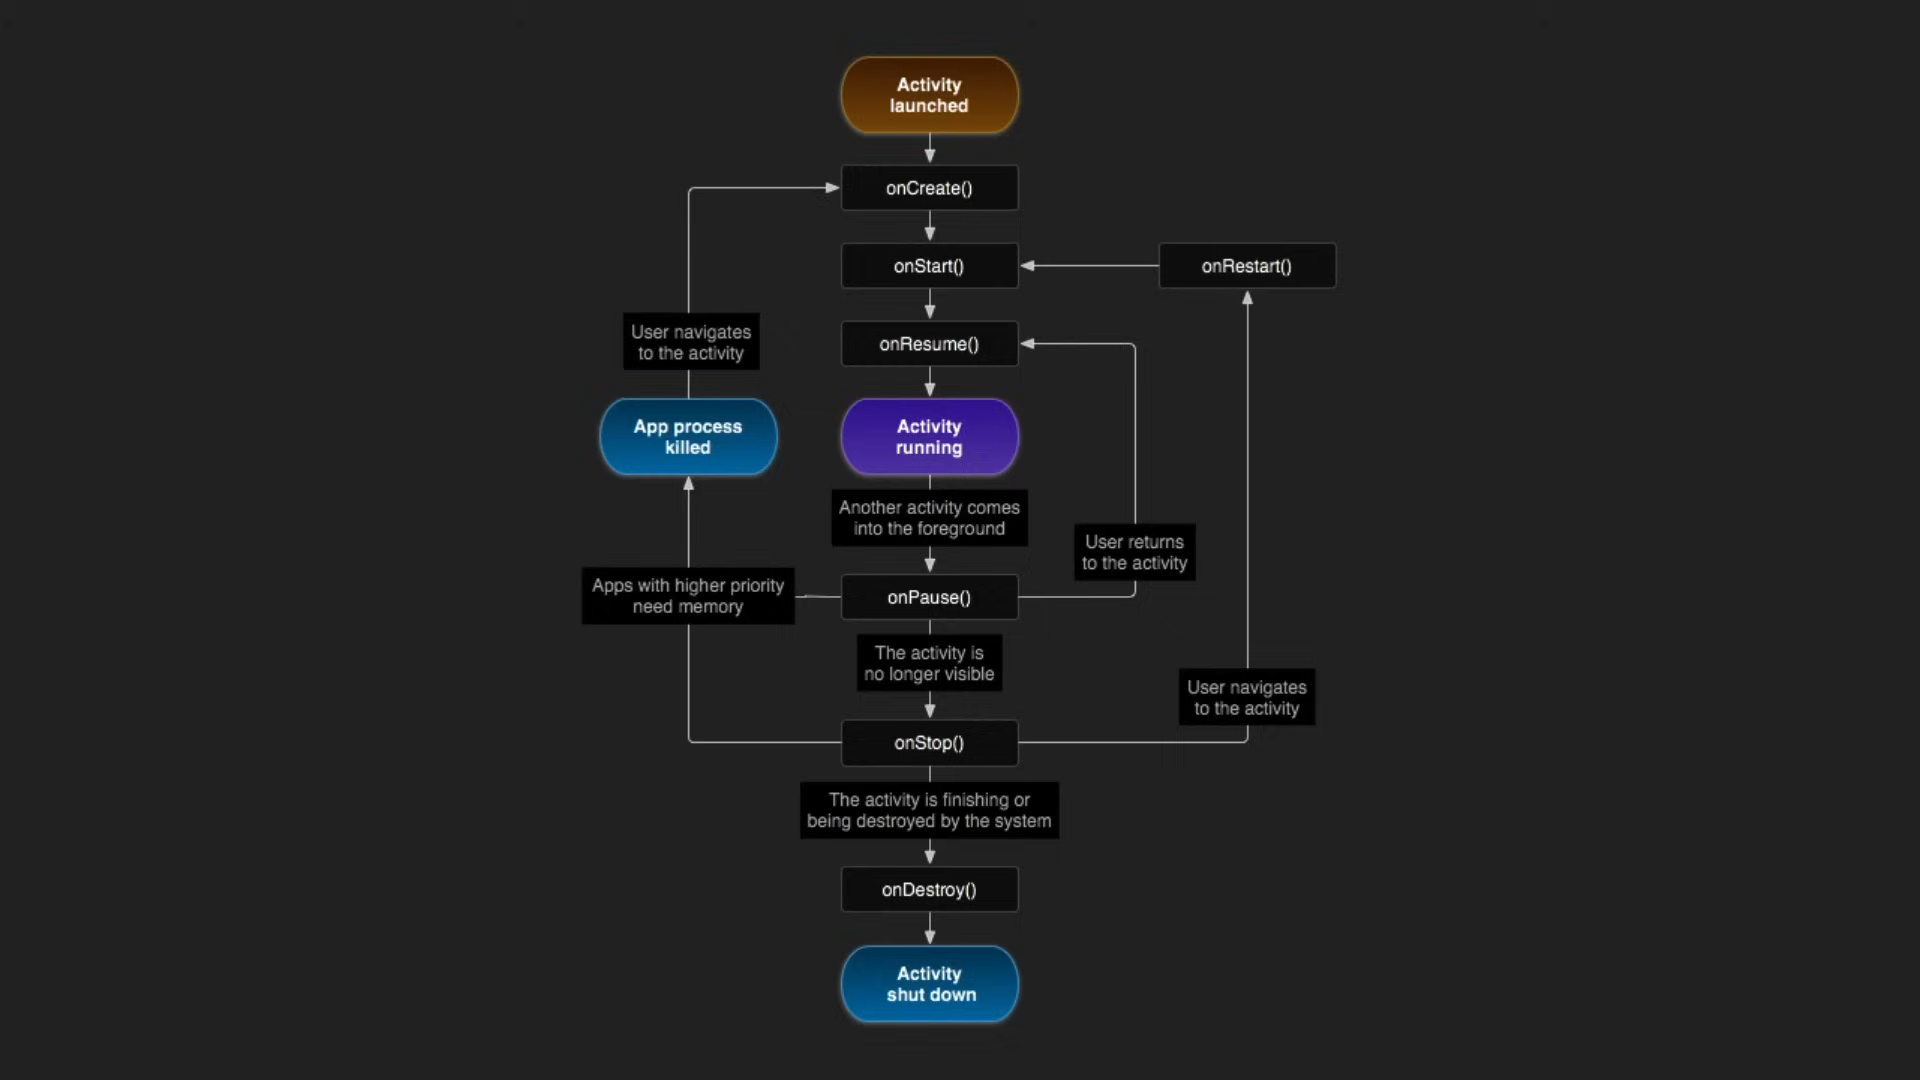 Activity
launched
onCreate()
onStart()
onRestart()
User navigates
to the activity
onResume()
App process
killed
Activity
running
Another activity comes
into the foreground
User returns
to the activity
Apps with higher priority
need memory
onPause()
The activity is
no longer visible
User navigates
to the activity
onStop()
The activity is finishing or
being destroyed by the system
onDestroy()
Activity
shut down